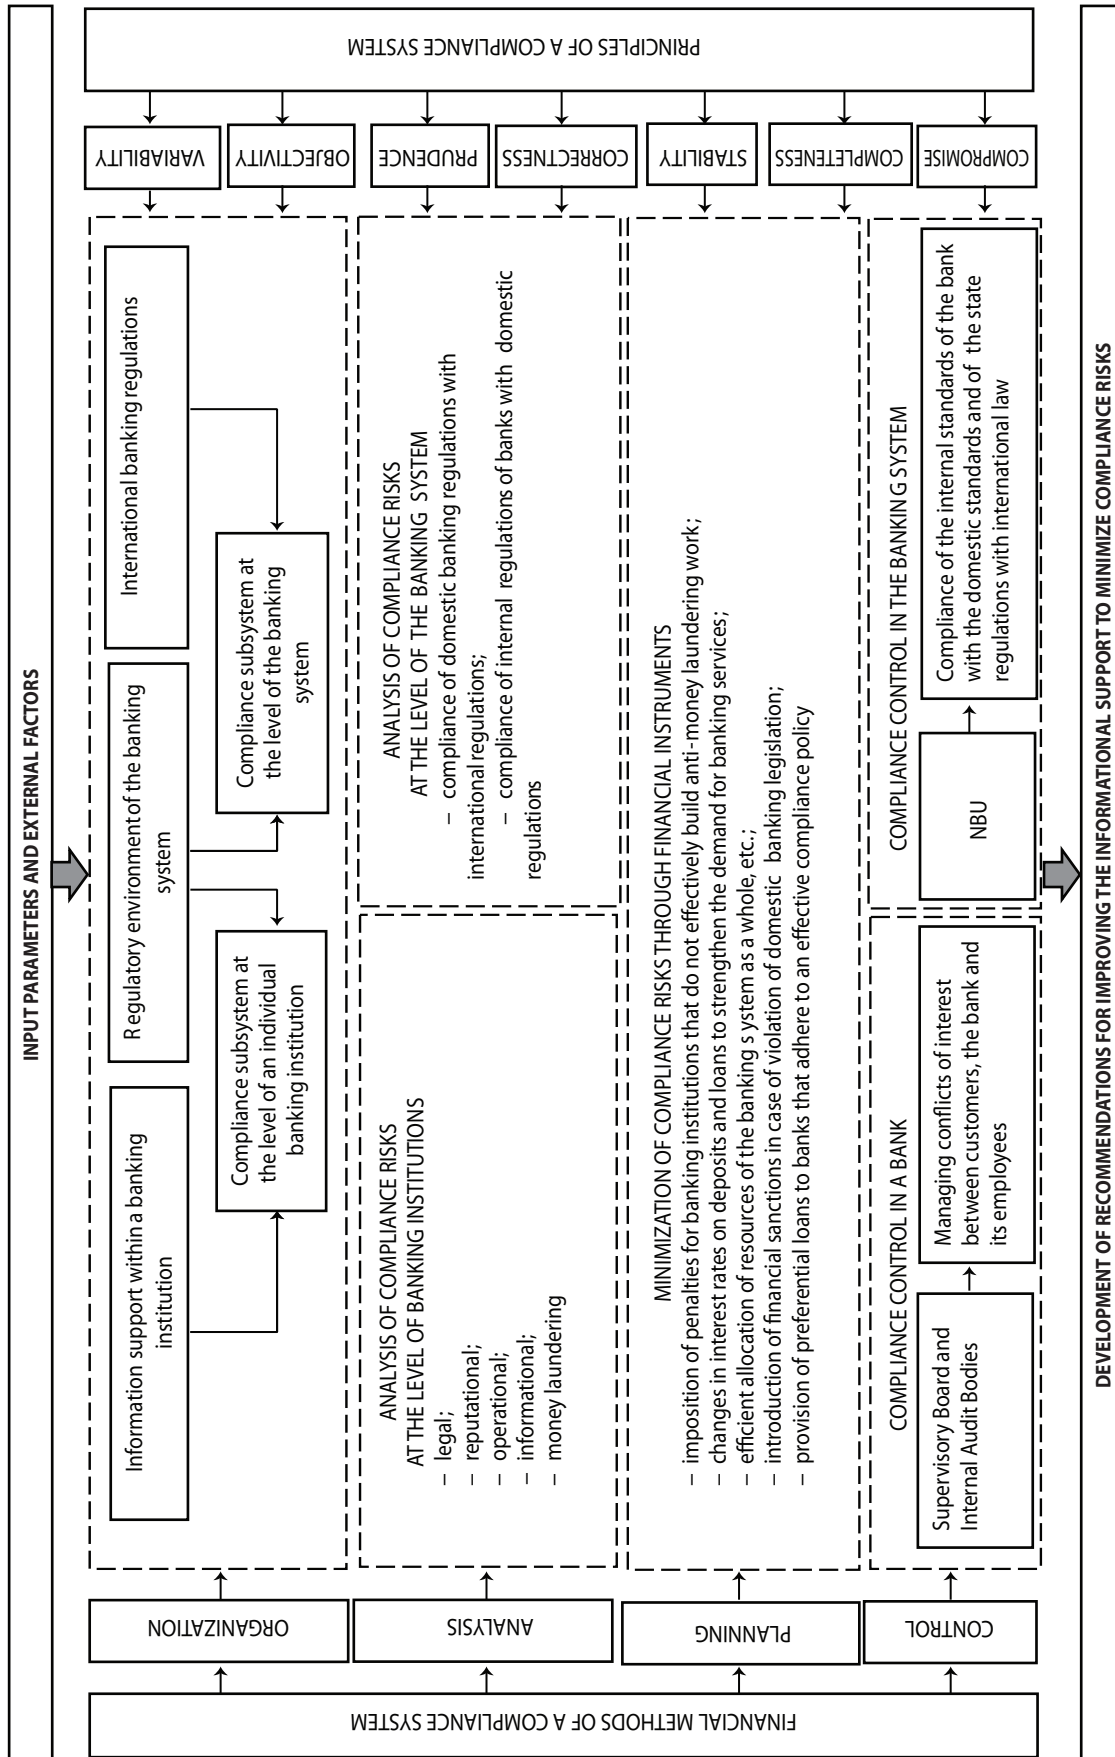 INPUT PARAMETERS AND EXTERNAL FACTORS
FINANCIAL METHODS OF A COMPLIANCE SYSTEM
ORGANIZATION
Information support within a banking
institution
Regulatory environment of the banking
system
International banking regulations
Compliance subsystem at
the level of an individual
banking institution
Compliance subsystem at
the level of the banking
system
VARIABILITY
OBJECTIVITY
PRINCIPLES OF A COMPLIANCE SYSTEM
ANALYSIS
ANALYSIS OF COMPLIANCE RISKS
AT THE LEVEL OF BANKING INSTITUTIONS
– legal;
– reputational;
– operational;
– informational;
– money laundering
ANALYSIS OF COMPLIANCE RISKS
AT THE LEVEL OF THE BANKING SYSTEM
– compliance of domestic banking regulations with
international regulations;
– compliance of internal regulations of banks with domestic
regulations
PRUDENCE
CORRECTNESS
PLANNING
MINIMIZATION OF COMPLIANCE RISKS THROUGH FINANCIAL INSTRUMENTS
– imposition of penalties for banking institutions that do not effectively build anti-money laundering work;
– changes in interest rates on deposits and loans to strengthen the demand for banking services;
– efficient allocation of resources of the banking s ystem as a whole, etc.;
– introduction of financial sanctions in case of violation of domestic banking legislation;
– provision of preferential loans to banks that adhere to an effective compliance policy
STABILITY
COMPLETENESS
CONTROL
COMPLIANCE CONTROL IN A BANK
Supervisory Board and
Internal Audit Bodies
Managing conflicts of interest
between customers, the bank and
its employees
COMPLIANCE CONTROL IN THE BANKING SYSTEM
NBU
Compliance of the internal standards of the bank
with the domestic standards and of the state
regulations with international law
COMPROMISE
DEVELOPMENT OF RECOMMENDATIONS FOR IMPROVING THE INFORMATIONAL SUPPORT TO MINIMIZE COMPLIANCE RISKS